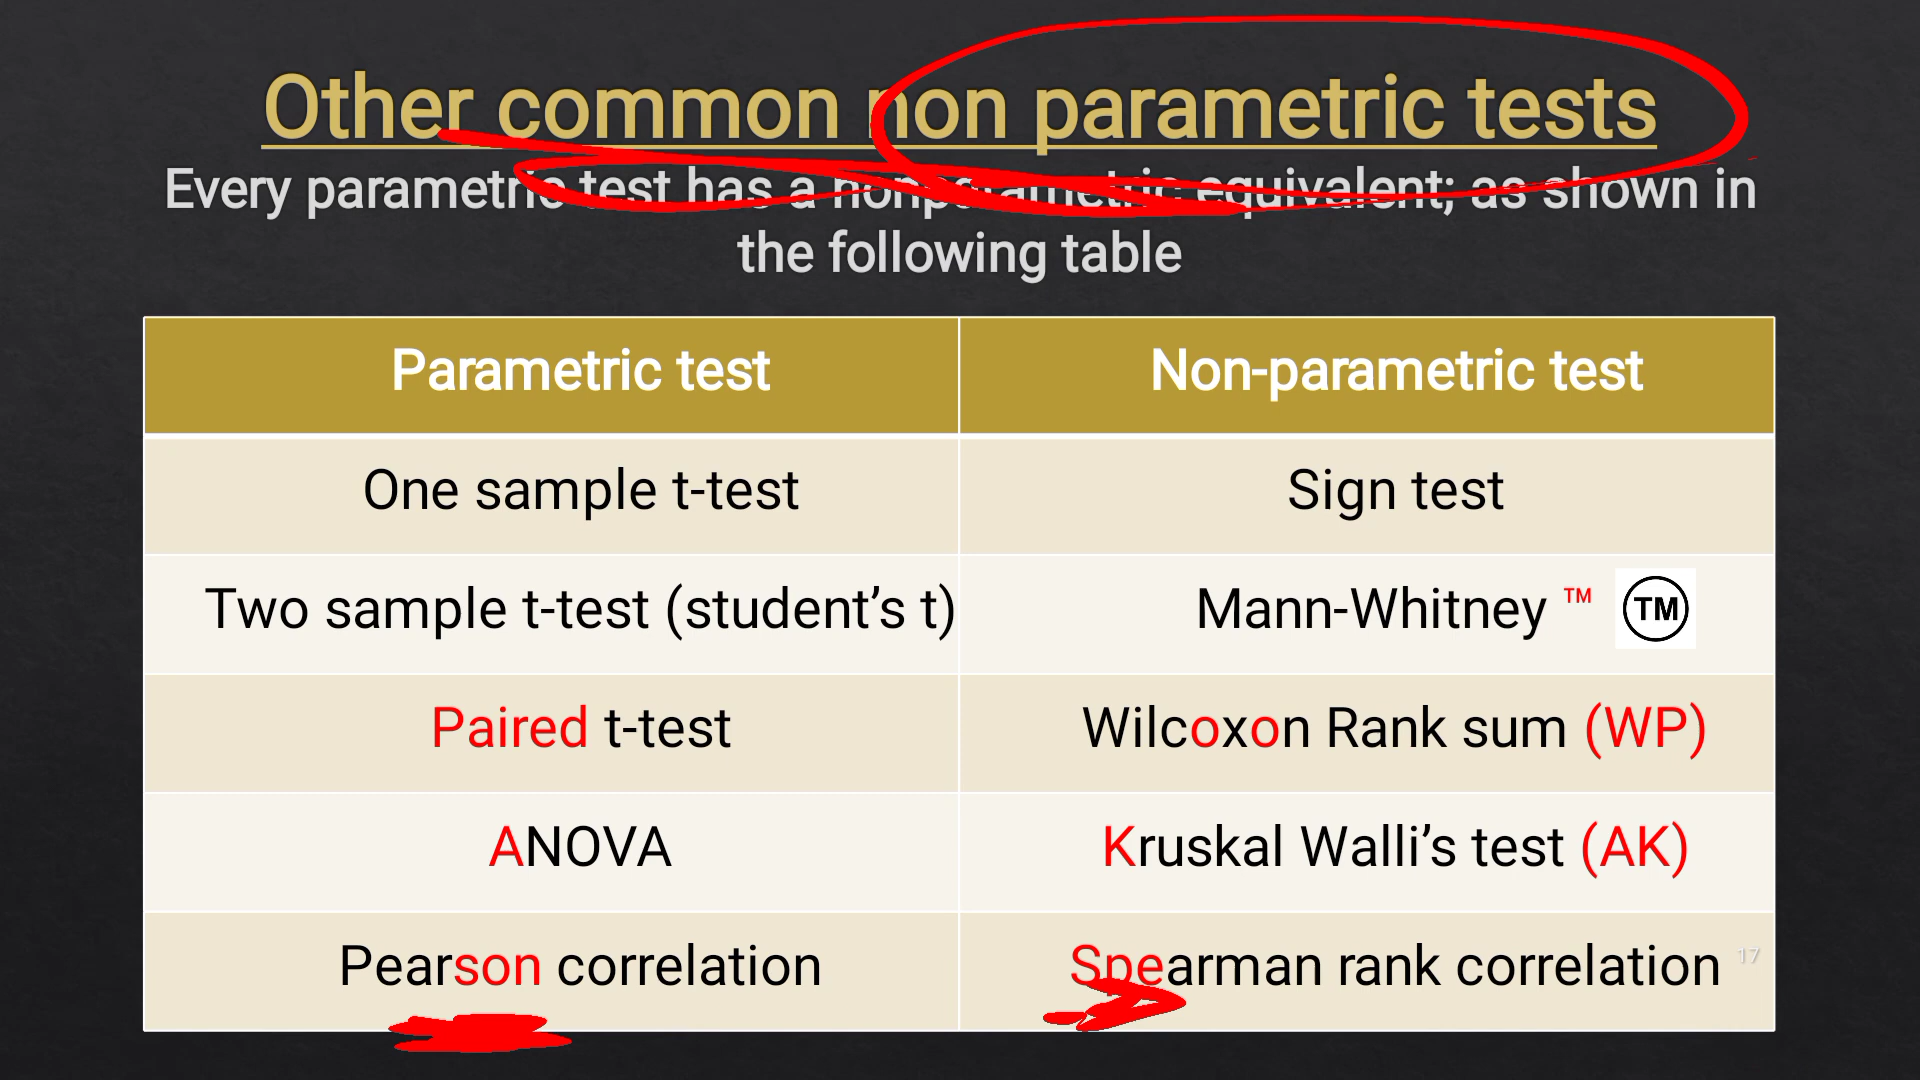 Other common non parametric tests
Every parametric test has a nonparametric equivalent; as shown in
the following table
Parametric test
Non-parametric test
One sample t-test
Sign test
Two sample t-test (student’s t)
Mann-Whitney ™ TM
Paired t-test
Wilcoxon Rank sum (WP)
ANOVA
Kruskal Walli’s test (AK)
Pearson correlation
Spearman rank correlation
17